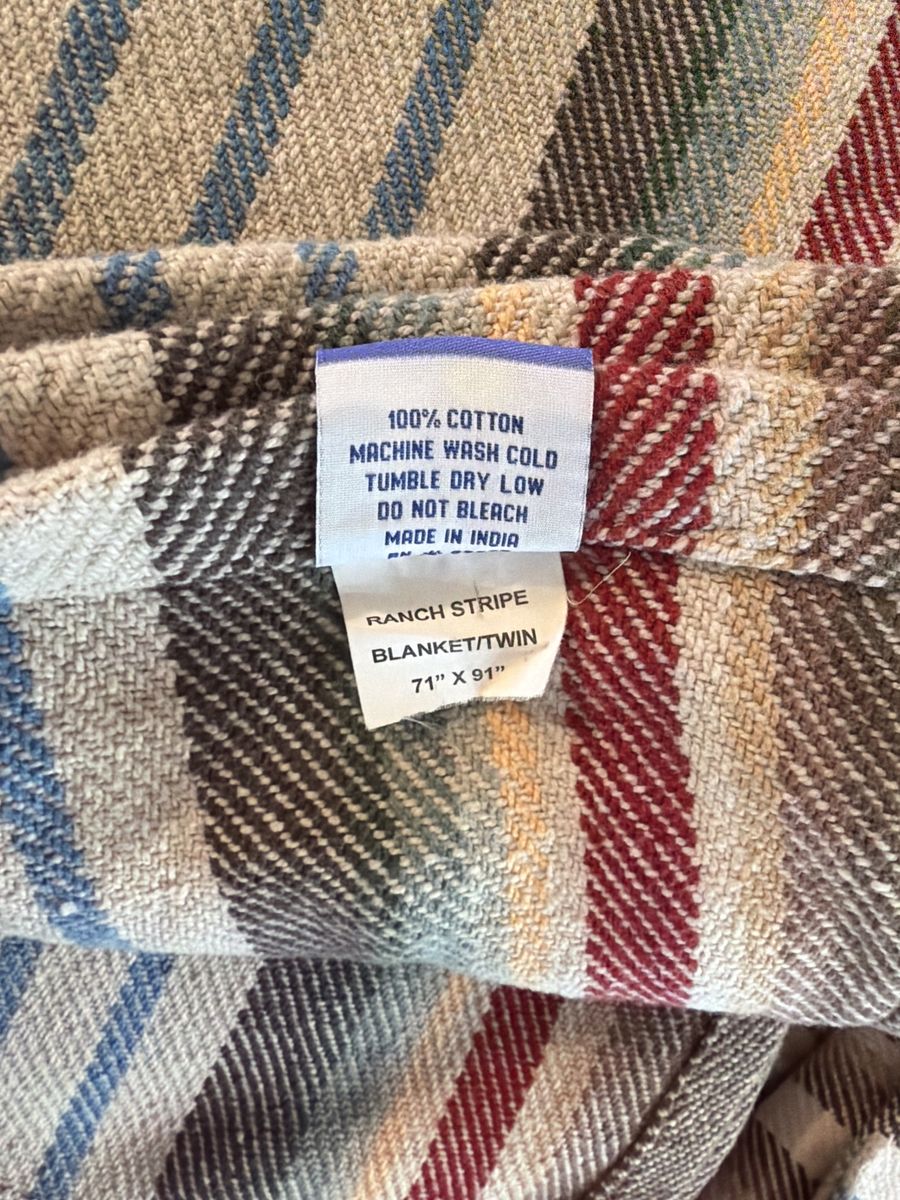 100% COTTON
MACHINE WASH COLD
TUMBLE DRY LOW
DO NOT BLEACH
MADE IN INDIA
RANCH STRIPE
BLANKET/TWIN
71” X 91”